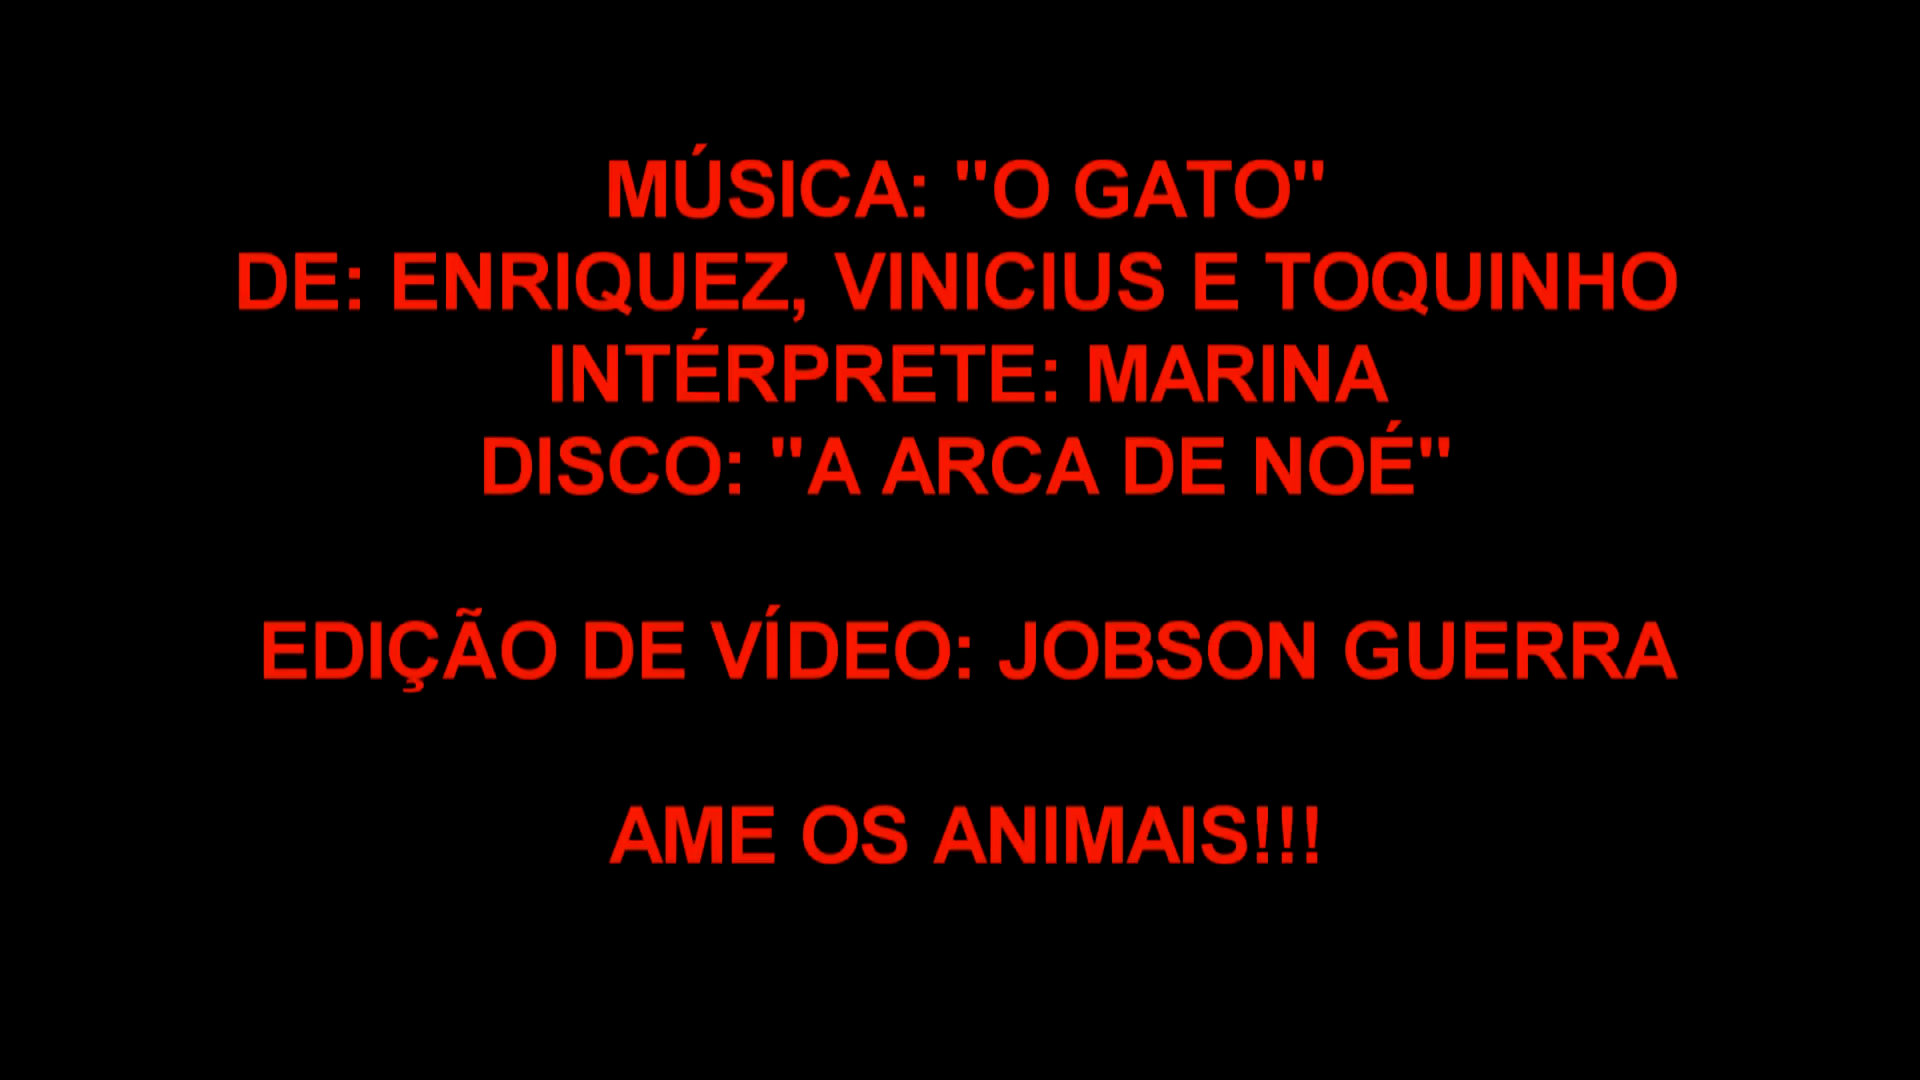 MÚSICA: "O GATO"
DE: ENRIQUEZ, VINICIUS E TOQUINHO
INTÉRPRETE: MARINA
DISCO: "A ARCA DE NOÉ"
EDIÇÃO DE VÍDEO: JOBSON GUERRA
AME OS ANIMAIS!!!